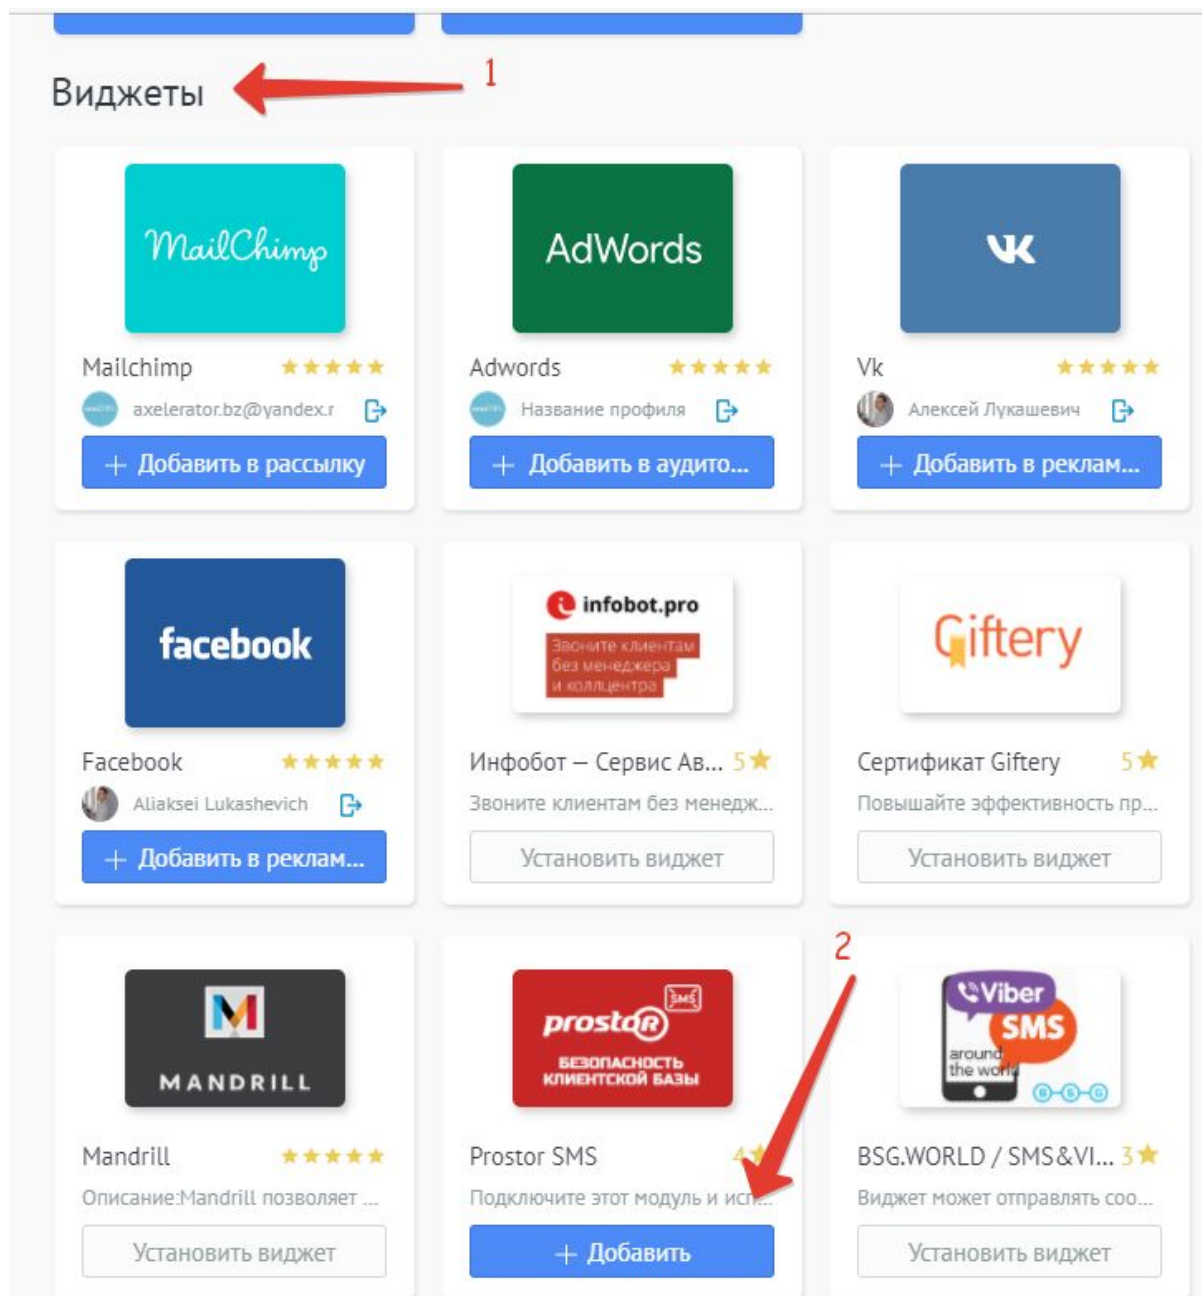 Виджеты
1
MailChimp
AdWords
VK
Mailchimp
Adwords
Vk
axelerator.bz@yandex.r
Название профиля
Алексей Лукашевич
+ Добавить в рассылку
+ Добавить в аудито...
+ Добавить в реклам...
facebook
infobot.pro
Звоните клиентам
без менеджера
и коллцентра
Giftery
Facebook
Инфобот — Сервис Ав... 5
Сертификат Giftery 5
Aliaksei Lukashevich
Звоните клиентам без менедж...
Повышайте эффективность пр...
+ Добавить в реклам...
Установить виджет
Установить виджет
2
MANDRILL
SMS
prostoR
БЕЗОПАСНОСТЬ
КЛИЕНТСКОЙ БАЗЫ
Viber
SMS
around
the world
B-S-G
Mandrill
Prostor SMS 4
BSG.WORLD / SMS&VI... 3
Описание:Mandrill позволяет ...
Подключите этот модуль и исп...
Виджет может отправлять соо...
Установить виджет
+ Добавить
Установить виджет